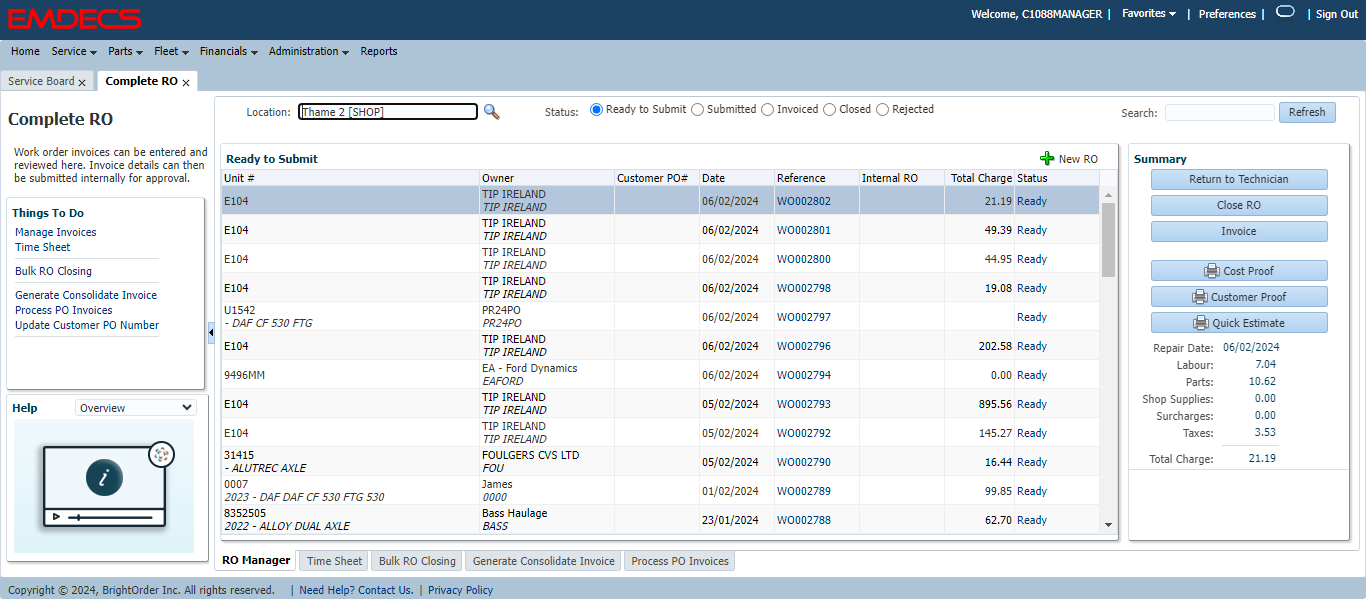 EMDECS
Welcome, C1088MANAGER | Favorites | Preferences | | Sign Out
Home Service Parts Fleet Financials Administration Reports
Service Board x Complete RO x
Complete RO
Work order invoices can be entered and
reviewed here. Invoice details can then
be submitted internally for approval.
Things To Do
Manage Invoices
Time Sheet
Bulk RO Closing
Generate Consolidate Invoice
Process PO Invoices
Update Customer PO Number
Help Overview
i
Location: Thame 2 [SHOP] Status: Ready to Submit Submitted Invoiced Closed Rejected Search: Refresh
Ready to Submit New RO
Unit # Owner Customer PO# Date Reference Internal RO Total Charge Status
E104 TIP IRELAND 06/02/2024 WO002802 21.19 Ready
TIP IRELAND
E104 TIP IRELAND 06/02/2024 WO002801 49.39 Ready
TIP IRELAND
E104 TIP IRELAND 06/02/2024 WO002800 44.95 Ready
TIP IRELAND
E104 TIP IRELAND 06/02/2024 WO002798 19.08 Ready
TIP IRELAND
U1542 PR24PO 06/02/2024 WO002797 Ready
- DAF CF 530 FTG PR24PO
E104 TIP IRELAND 06/02/2024 WO002796 202.58 Ready
TIP IRELAND
9496MM EA - Ford Dynamics 06/02/2024 WO002794 0.00 Ready
EAFORD
E104 TIP IRELAND 05/02/2024 WO002793 895.56 Ready
TIP IRELAND
E104 TIP IRELAND 05/02/2024 WO002792 145.27 Ready
TIP IRELAND
31415 FOULGERS CVS LTD 05/02/2024 WO002790 16.44 Ready
- ALUTREC AXLE FOU
0007 James 01/02/2024 WO002789 99.85 Ready
2023 - DAF DAF CF 530 FTG 530 0000
8352505 Bass Haulage 23/01/2024 WO002788 62.70 Ready
2022 - ALLOY DUAL AXLE BASS
Summary
Return to Technician
Close RO
Invoice
Cost Proof
Customer Proof
Quick Estimate
Repair Date: 06/02/2024
Labour: 7.04
Parts: 10.62
Shop Supplies: 0.00
Surcharges: 0.00
Taxes: 3.53
Total Charge: 21.19
RO Manager Time Sheet Bulk RO Closing Generate Consolidate Invoice Process PO Invoices
Copyright © 2024, BrightOrder Inc. All rights reserved. | Need Help? Contact Us. | Privacy Policy